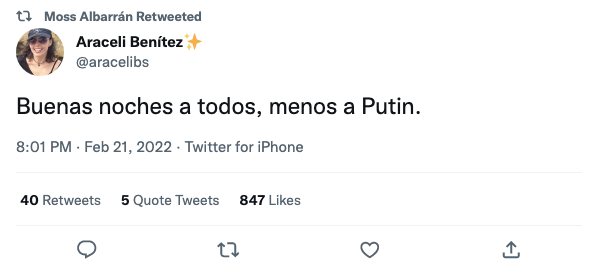 Moss Albarrán Retweeted
Araceli Benítez✨
@aracelibs
Buenas noches a todos, menos a Putin.
8:01 PM · Feb 21, 2022 · Twitter for iPhone
40 Retweets 5 Quote Tweets 847 Likes